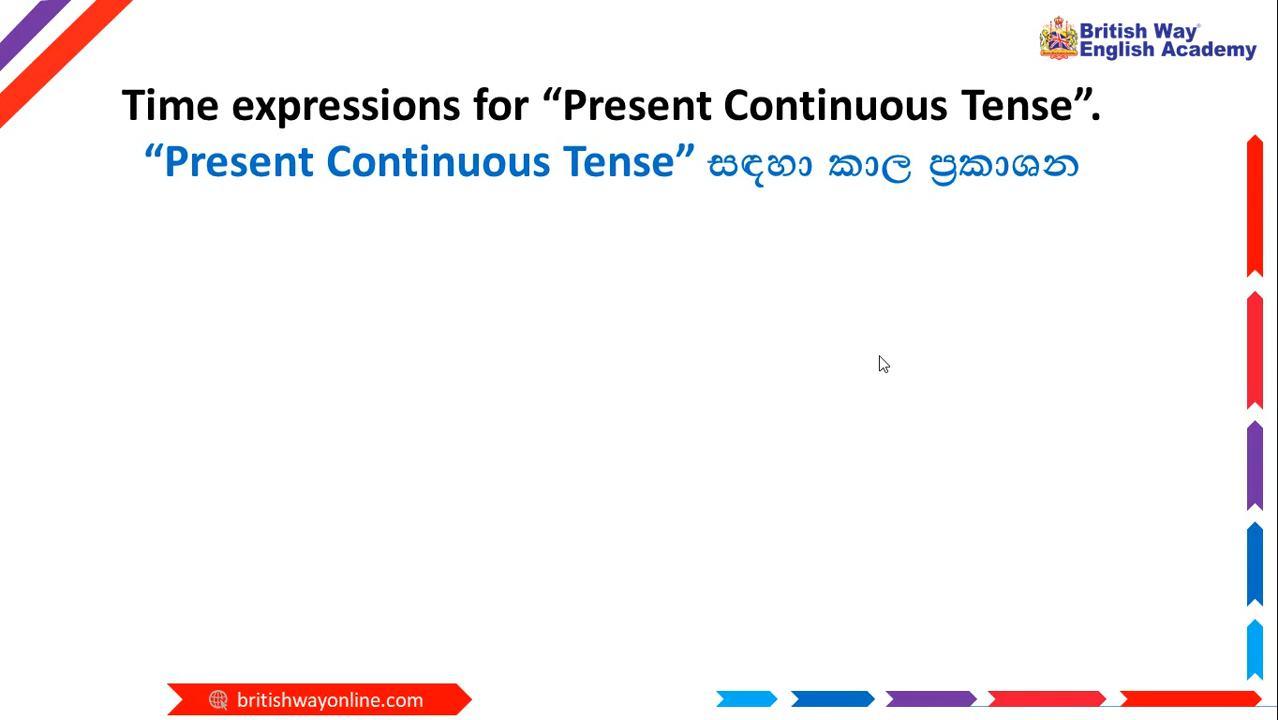 British Way
English Academy
Time expressions for “Present Continuous Tense”.
“Present Continuous Tense” සඳහා කාල ප්‍රකාශන
britishwayonline.com